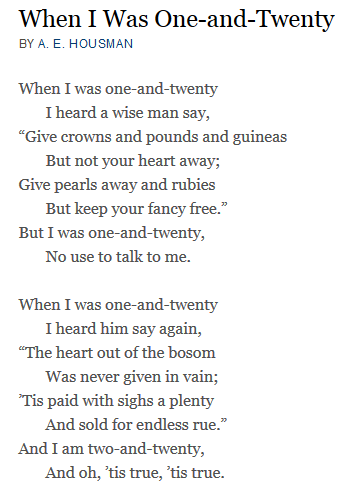 When I Was One-and-Twenty
BY A. E. HOUSMAN
When I was one-and-twenty
I heard a wise man say,
“Give crowns and pounds and guineas
But not your heart away;
Give pearls away and rubies
But keep your fancy free.”
But I was one-and-twenty,
No use to talk to me.
When I was one-and-twenty
I heard him say again,
“The heart out of the bosom
Was never given in vain;
’Tis paid with sighs a plenty
And sold for endless rue.”
And I am two-and-twenty,
And oh, ’tis true, ’tis true.